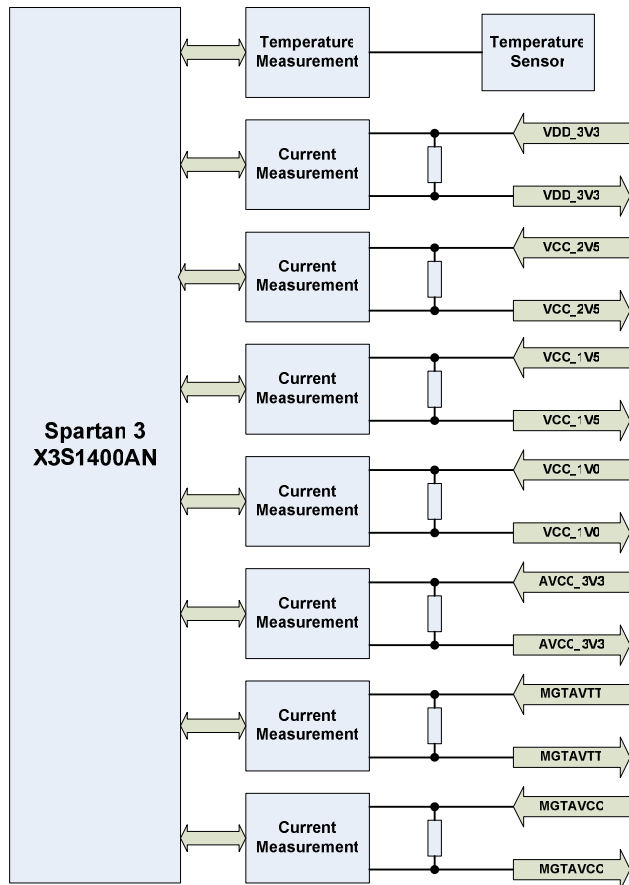 Temperature
Measurement
Temperature
Sensor
Current
Measurement
VDD_3V3
VDD_3V3
Current
Measurement
VCC_2V5
VCC_2V5
Current
Measurement
VCC_1V5
VCC_1V5
Spartan 3
X3S1400AN
Current
Measurement
VCC_1V0
VCC_1V0
Current
Measurement
AVCC_3V3
AVCC_3V3
Current
Measurement
MGTAVTT
MGTAVTT
Current
Measurement
MGTAVCC
MGTAVCC